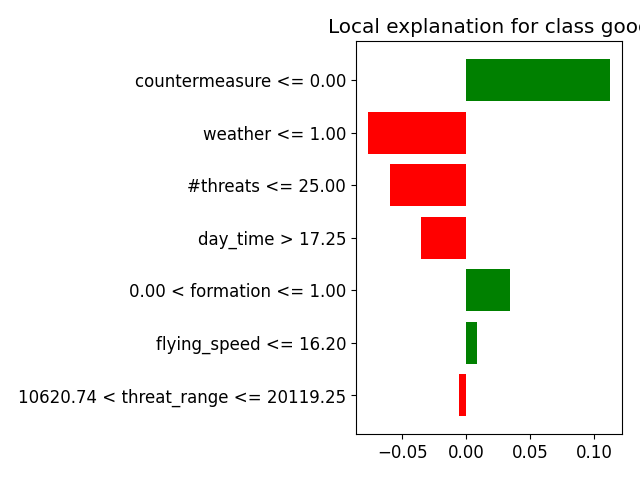 Local explanation for class good
countermeasure <= 0.00
weather <= 1.00
#threats <= 25.00
day_time > 17.25
0.00 < formation <= 1.00
flying_speed <= 16.20
10620.74 < threat_range <= 20119.25
−0.05 0.00 0.05 0.10